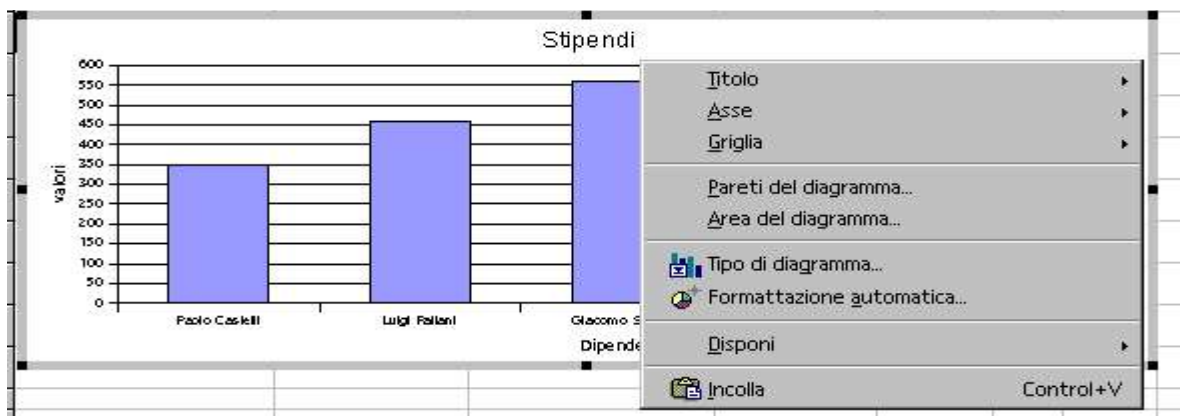 Stipendi
600
550
500
450
400
350
300
250
200
150
100
50
0
valori
Paolo Castelli
Luigi
Giacomo S
Dipende
Titolo
Asse
Griglia
Pareti del diagramma...
Area del diagramma...
Tipo di diagramma...
Formattazione automatica...
Disponi
Incolla Control+V